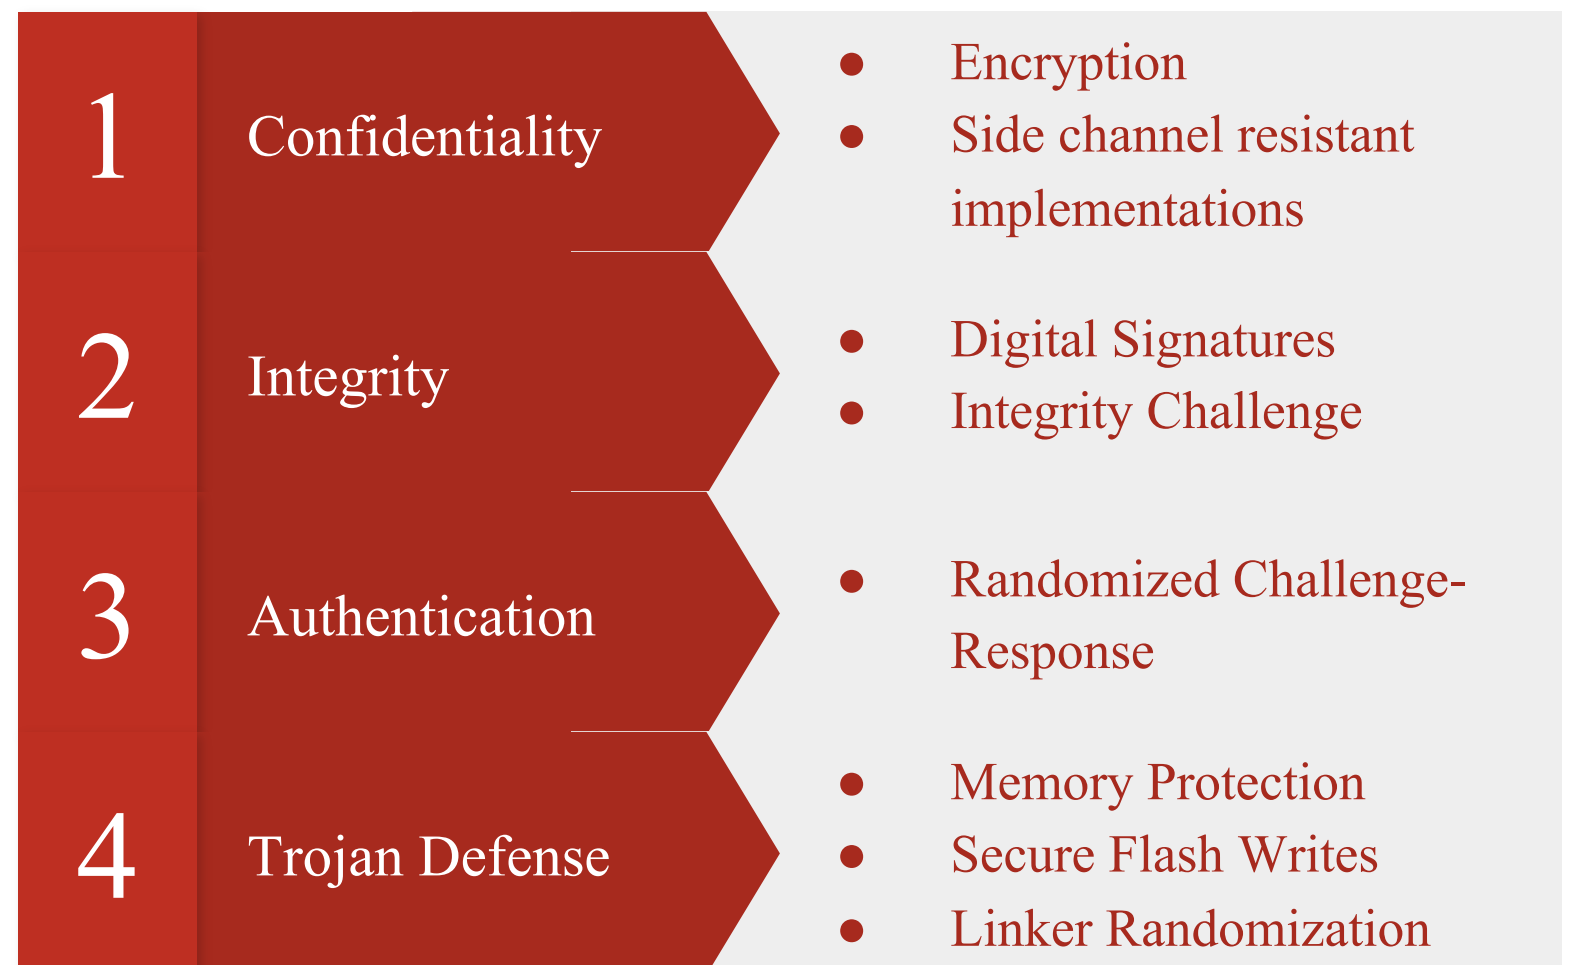 1
Confidentiality
● Encryption
● Side channel resistant
implementations
2
Integrity
● Digital Signatures
● Integrity Challenge
3
Authentication
● Randomized Challenge-
Response
4
Trojan Defense
● Memory Protection
● Secure Flash Writes
● Linker Randomization